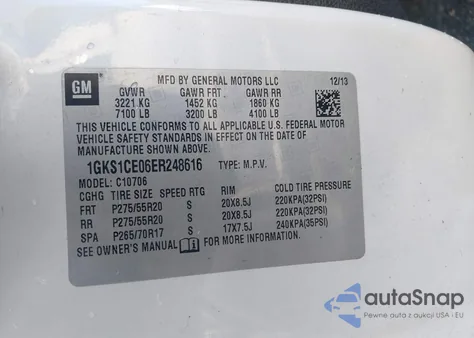 GM
MFD BY GENERAL MOTORS LLC 12/13
GVWR GAWR FRT. GAWR RR
3221 KG 1452 KG 1860 KG
7100 LB 3200 LB 4100 LB
THIS VEHICLE CONFORMS TO ALL APPLICABLE U.S. FEDERAL MOTOR
VEHICLE SAFETY STANDARDS IN EFFECT ON THE DATE OF
MANUFACTURE SHOWN ABOVE.
1GKS1CE06ER248616 TYPE: M.P.V.
MODEL: C10706
CGHG TIRE SIZE SPEED RTG RIM COLD TIRE PRESSURE
FRT P275/55R20 S 20X8.5J 220KPA(32PSI)
RR P275/55R20 S 20X8.5J 220KPA(32PSI)
SPA P265/70R17 S 17X7.5J 240KPA(35PSI)
SEE OWNER'S MANUAL FOR MORE INFORMATION.
autoSnap
Pewne auta z aukcji USA i EU